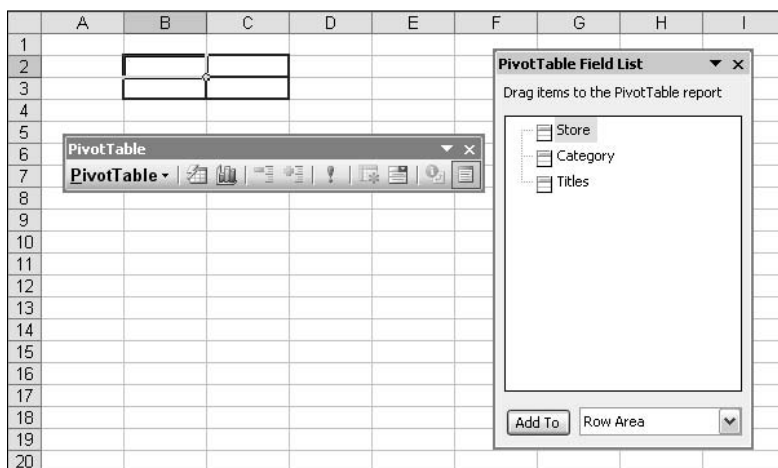 A B C D E F G H I
1
2
3
4
5
6
7
8
9
10
11
12
13
14
15
16
17
18
19
20
PivotTable
PivotTable
PivotTable Field List
Drag items to the PivotTable report
Store
Category
Titles
Add To Row Area